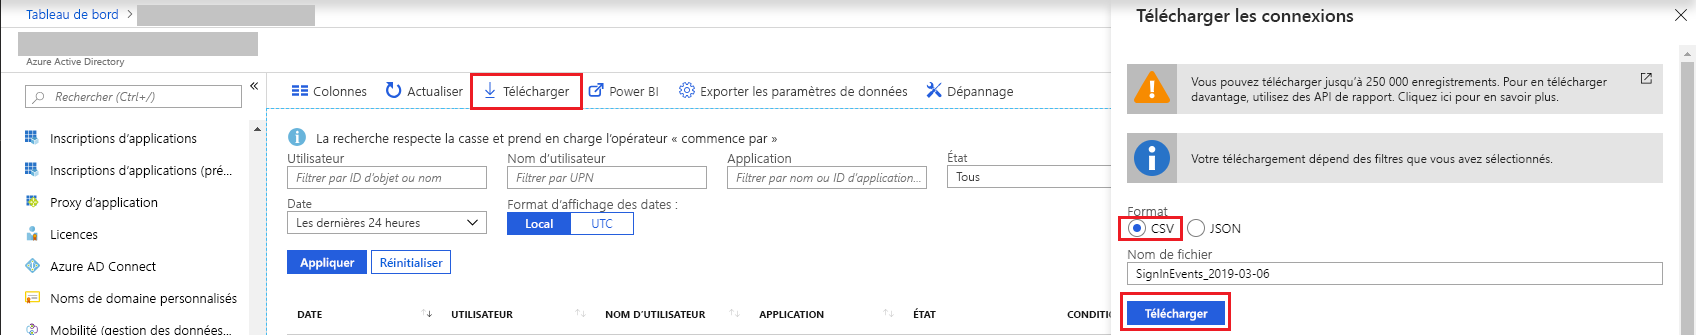 Tableau de bord
Azure Active Directory
Rechercher (Ctrl+/)
Inscriptions d'applications
Inscriptions d'applications (pré...
Proxy d'application
Licences
Azure AD Connect
Noms de domaine personnalisés
Mobilité (gestion des données...
Colonnes
Actualiser
Télécharger
Power BI
Exporter les paramètres de données
Dépannage
La recherche respecte la casse et prend en charge l'opérateur « commence par »
Utilisateur
Filtrer par ID d'objet ou nom
Nom d'utilisateur
Filtrer par UPN
Application
Filtrer par nom ou ID d'application...
État
Tous
Date
Les dernières 24 heures
Format d'affichage des dates :
Local
UTC
Appliquer
Réinitialiser
DATE
UTILISATEUR
NOM D'UTILISATEUR
APPLICATION
ÉTAT
CONDITIO
Télécharger les connexions
Vous pouvez télécharger jusqu'à 250 000 enregistrements. Pour en télécharger
davantage, utilisez des API de rapport. Cliquez ici pour en savoir plus.
Votre téléchargement dépend des filtres que vous avez sélectionnés.
Format
CSV
JSON
Nom de fichier
SignInEvents_2019-03-06
Télécharger